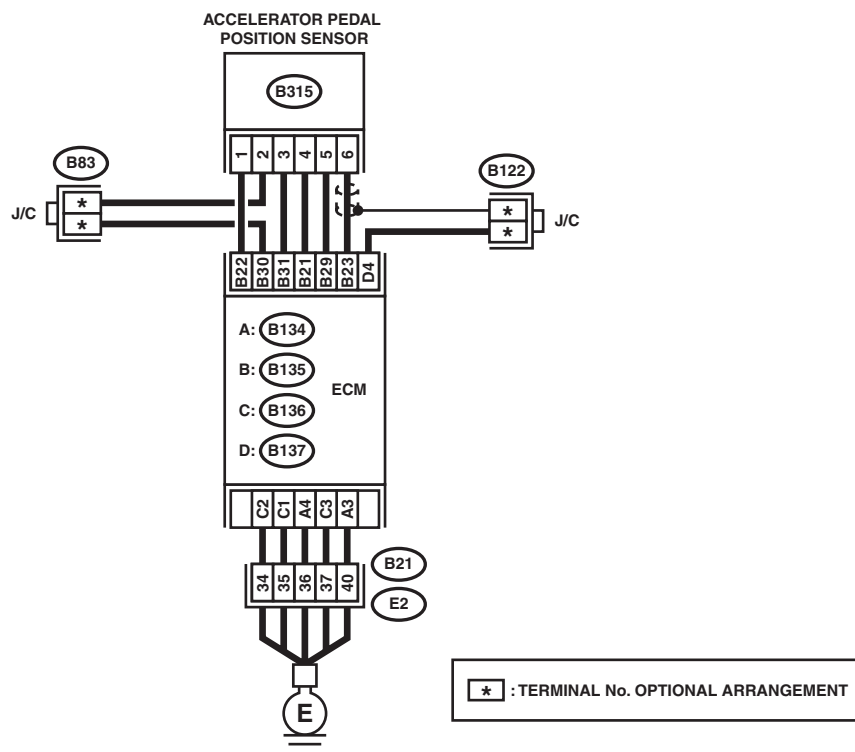 ACCELERATOR PEDAL
POSITION SENSOR
B315
1 2 3 4 5 6
B83
B122
* *
J/C J/C
* *
B22 B30 B31 B21 B29 B23 D4
A: B134
B: B135
ECM
C: B136
D: B137
C2 C1 A4 C3 A3
B21
34 35 36 37 40
E2
E
* : TERMINAL No. OPTIONAL ARRANGEMENT